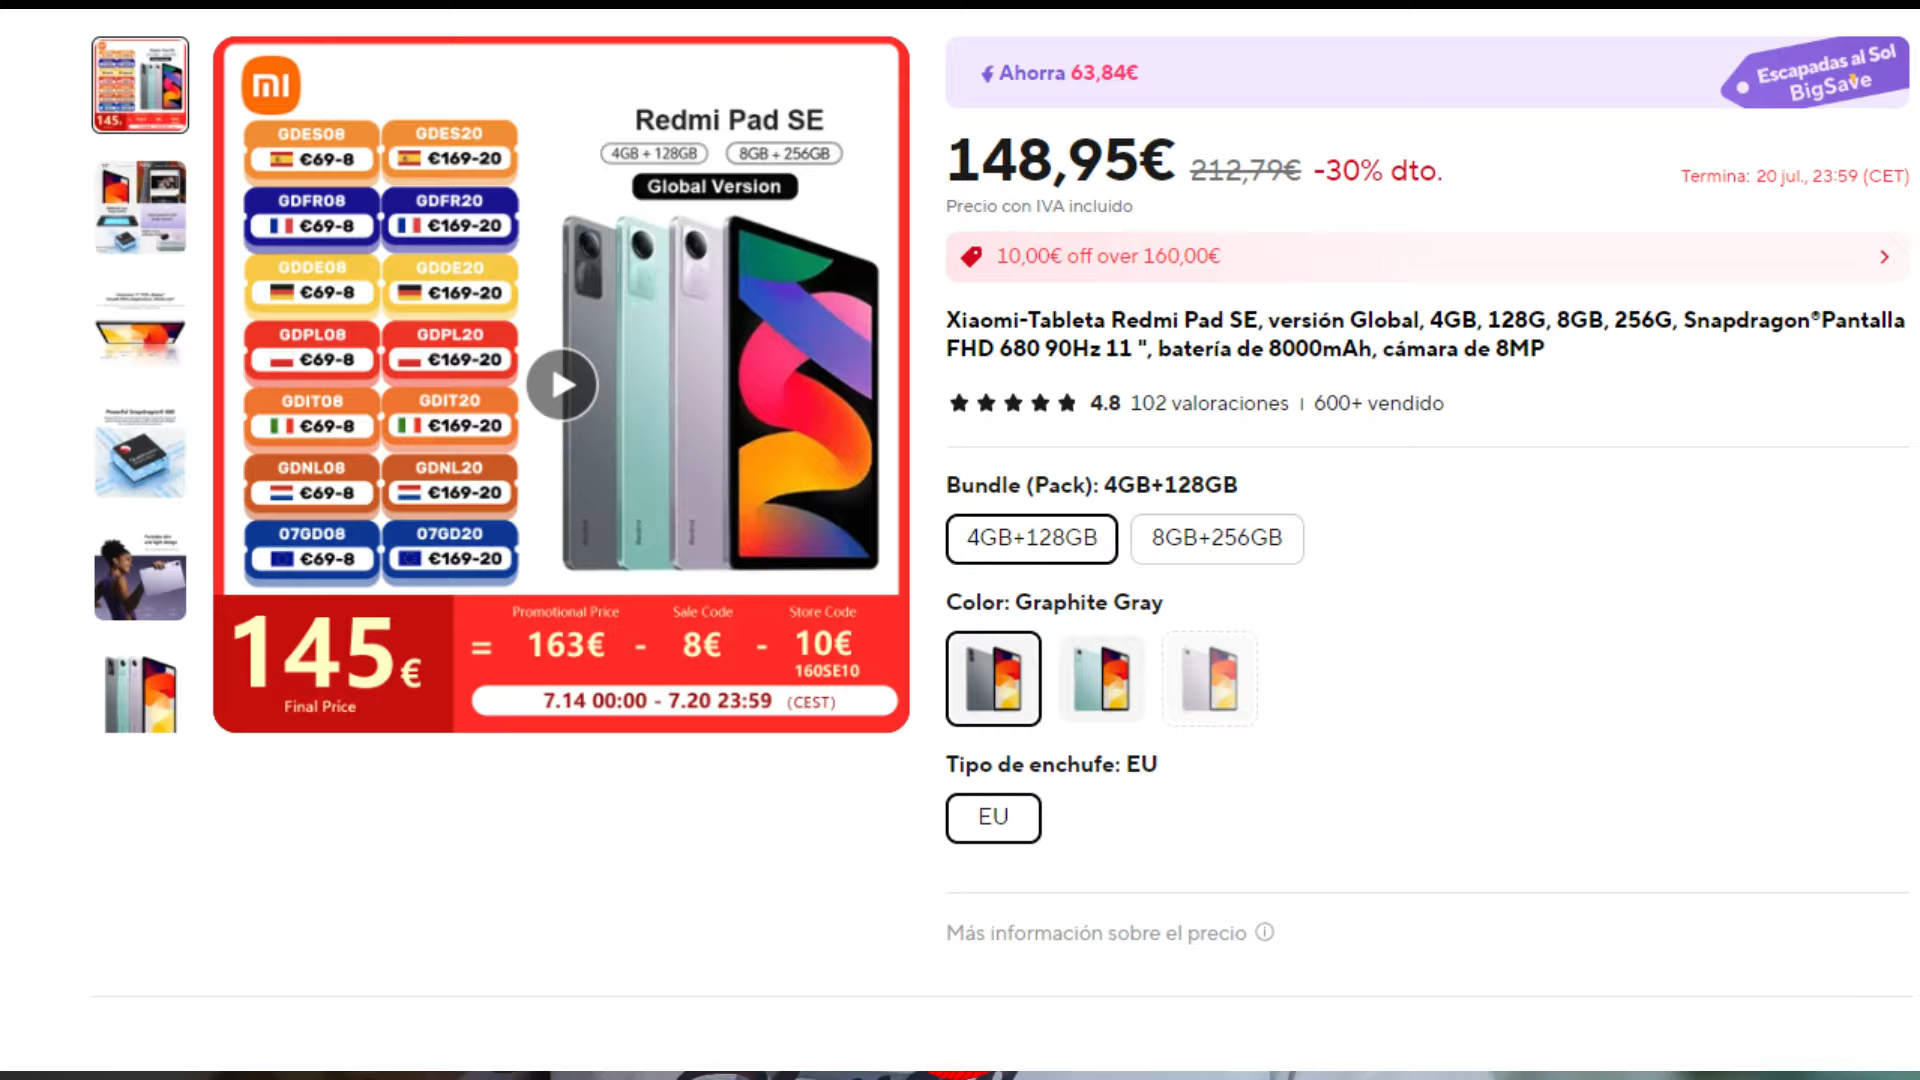 Redmi Pad SE
4GB + 128GB
8GB + 256GB
Global Version
GDES08
€69-8
GDES20
€169-20
GDFR08
€69-8
GDFR20
€169-20
GDDE08
€69-8
GDDE20
€169-20
GDPL08
€69-8
GDPL20
€169-20
GDIT08
€69-8
GDIT20
€169-20
GDNL08
€69-8
GDNL20
€169-20
07GD08
€69-8
07GD20
€169-20
145€
Final Price
=
Promotional Price
163€
-
Sale Code
8€
-
Store Code
10€
160SE10
7.14 00:00 - 7.20 23:59 (CEST)
Ahorra 63,84€
Escapadas al Sol
BigSave
148,95€ 212,79€ -30% dto.
Termina: 20 jul., 23:59 (CET)
Precio con IVA incluido
10,00€ off over 160,00€
Xiaomi-Tableta Redmi Pad SE, versión Global, 4GB, 128G, 8GB, 256G, Snapdragon®Pantalla
FHD 680 90Hz 11 ", batería de 8000mAh, cámara de 8MP
4.8 102 valoraciones | 600+ vendido
Bundle (Pack): 4GB+128GB
4GB+128GB
8GB+256GB
Color: Graphite Gray
Tipo de enchufe: EU
EU
Más información sobre el precio